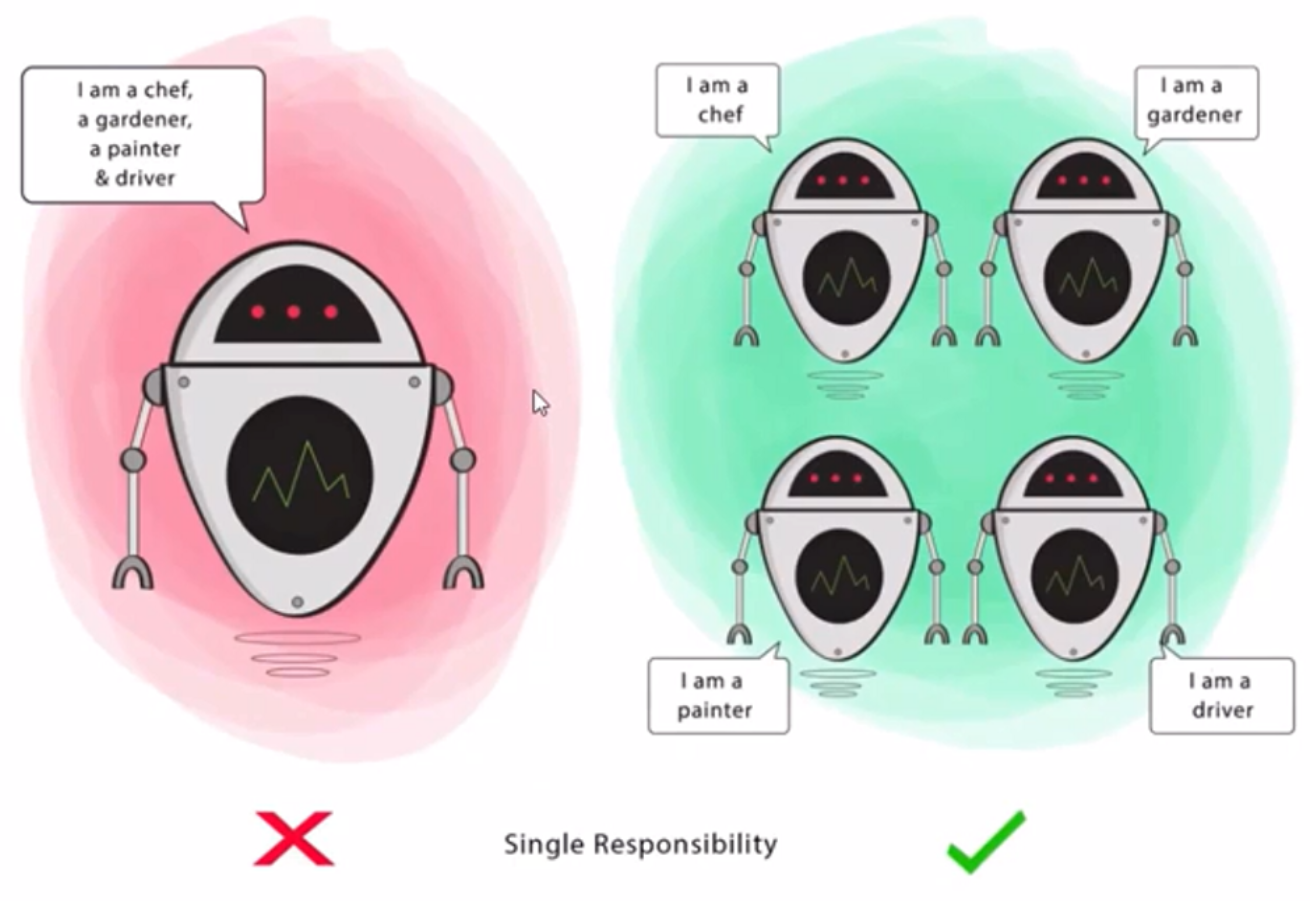 I am a chef,
a gardener,
a painter
& driver
I am a
chef
I am a
gardener
I am a
painter
I am a
driver
Single Responsibility